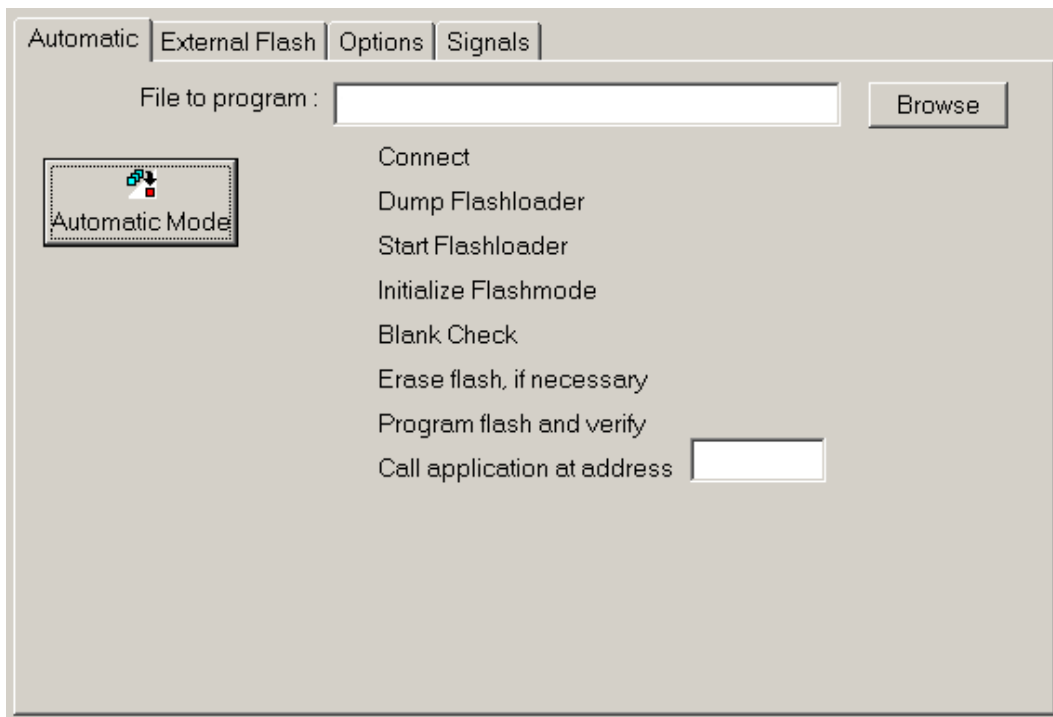 Automatic External Flash Options Signals
File to program : Browse
Automatic Mode
Connect
Dump Flashloader
Start Flashloader
Initialize Flashmode
Blank Check
Erase flash, if necessary
Program flash and verify
Call application at address